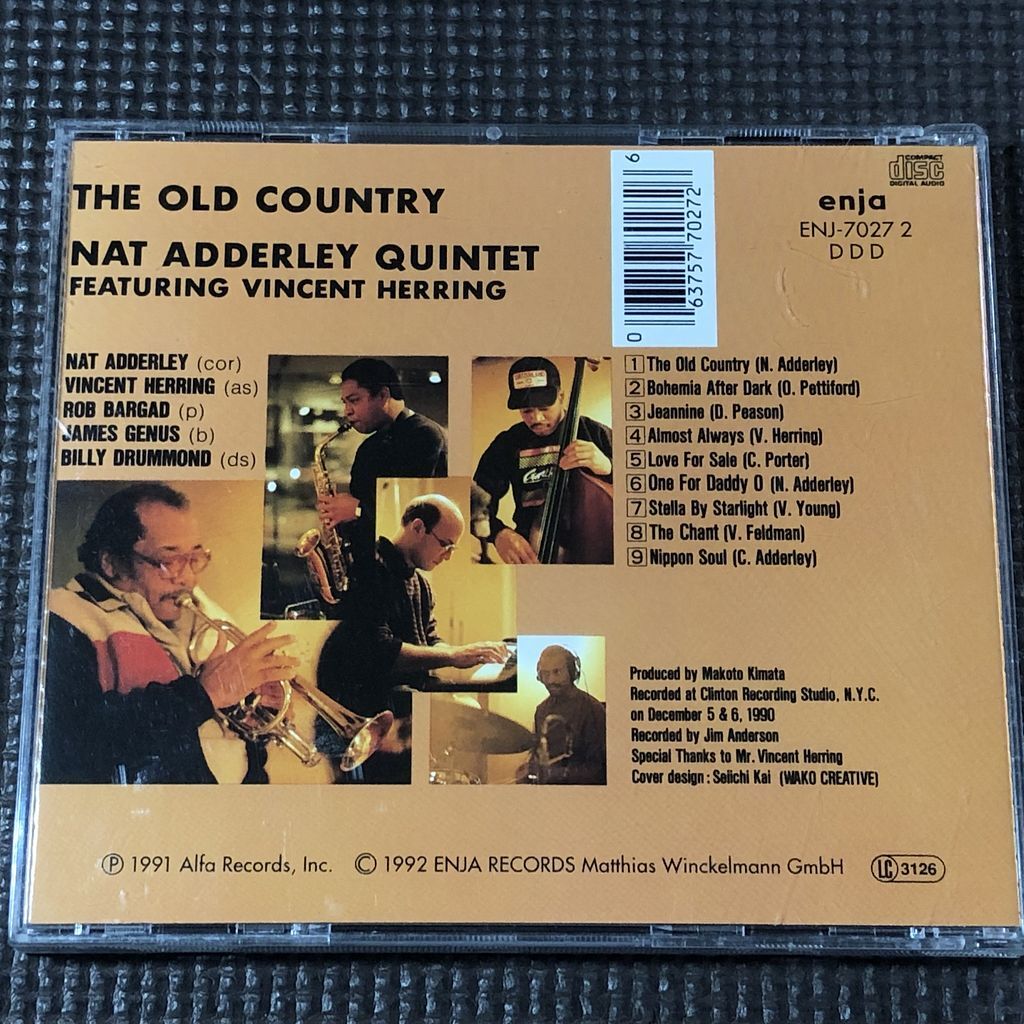 THE OLD COUNTRY
NAT ADDERLEY QUINTET
FEATURING VINCENT HERRING
6
63757 70272
0
COMPACT
disc
DIGITAL AUDIO
enja
ENJ-7027 2
D D D
NAT ADDERLEY (cor)
VINCENT HERRING (as)
ROB BARGAD (p)
JAMES GENUS (b)
BILLY DRUMMOND (ds)
1 The Old Country (N. Adderley)
2 Bohemia After Dark (O. Pettiford)
3 Jeannine (D. Peason)
4 Almost Always (V. Herring)
5 Love For Sale (C. Porter)
6 One For Daddy O (N. Adderley)
7 Stella By Starlight (V. Young)
8 The Chant (V. Feldman)
9 Nippon Soul (C. Adderley)
Produced by Makoto Kimata
Recorded at Clinton Recording Studio, N.Y.C.
on December 5 & 6, 1990
Recorded by Jim Anderson
Special Thanks to Mr. Vincent Herring
Cover design : Seiichi Kai (WAKO CREATIVE)
℗ 1991 Alfa Records, Inc. © 1992 ENJA RECORDS Matthias Winckelmann GmbH
LC 3126